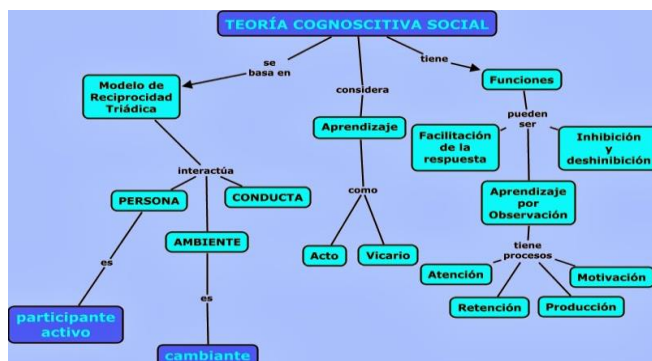 TEORÍA COGNOSCITIVA SOCIAL
se
basa en
tiene
considera
Modelo de
Reciprocidad
Triádica
Aprendizaje
Funciones
pueden
ser
Facilitación
de la
respuesta
Inhibición
y
deshinibición
interactúa
PERSONA
CONDUCTA
AMBIENTE
como
Acto
Vicario
Aprendizaje
por
Observación
tiene
procesos
Atención
Motivación
Retención
Producción
es
es
participante
activo
cambiante